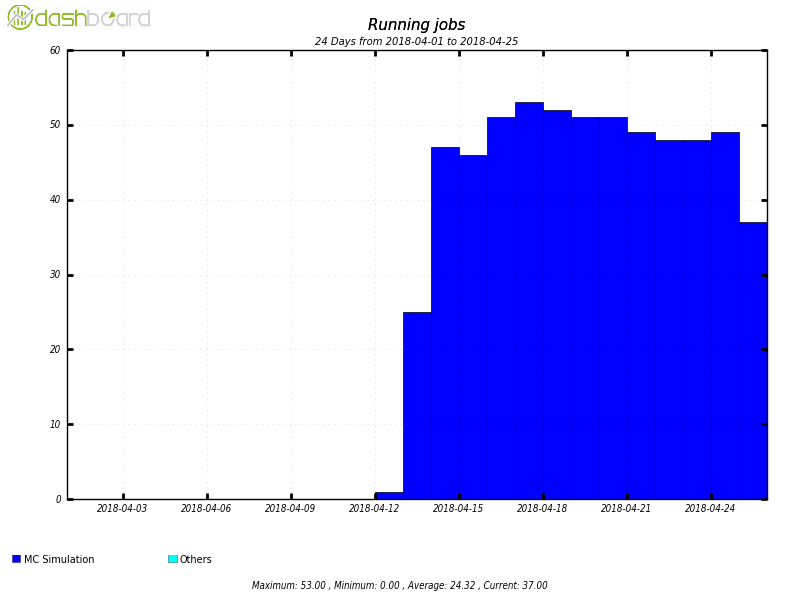 dashboard
Running jobs
24 Days from 2018-04-01 to 2018-04-25
60
50
40
30
20
10
0
2018-04-03 2018-04-06 2018-04-09 2018-04-12 2018-04-15 2018-04-18 2018-04-21 2018-04-24
MC Simulation Others
Maximum: 53.00 , Minimum: 0.00 , Average: 24.32 , Current: 37.00